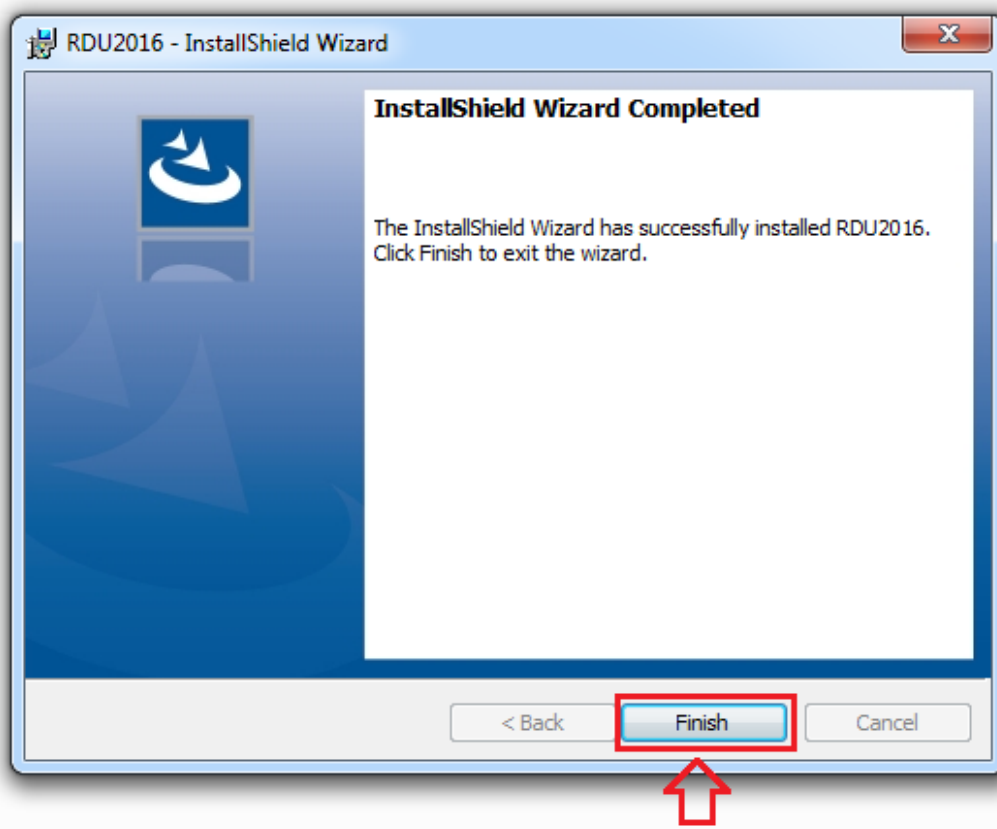 RDU2016 - InstallShield Wizard
InstallShield Wizard Completed
The InstallShield Wizard has successfully installed RDU2016.
Click Finish to exit the wizard.
< Back
Finish
Cancel